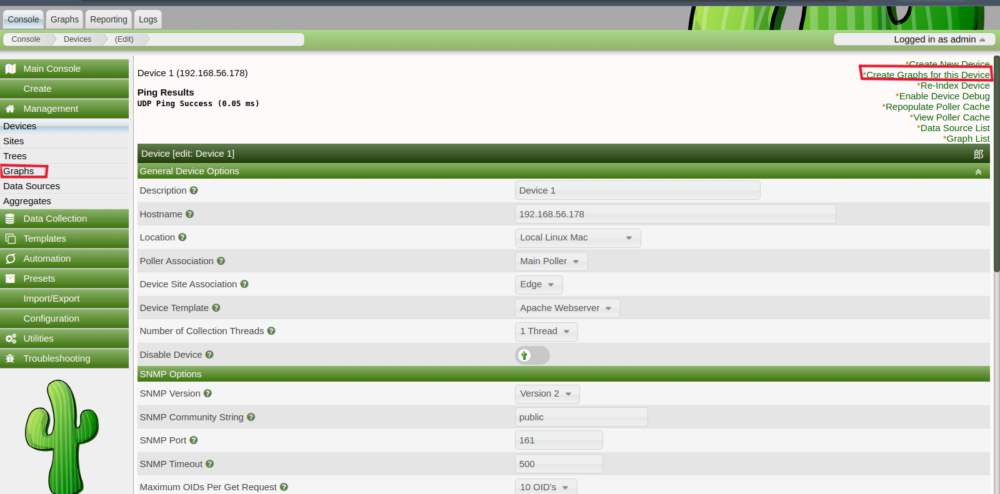 Console Graphs Reporting Logs
Console Devices (Edit)
Logged in as admin
Main Console
Create
Management
Devices
Sites
Trees
Graphs
Data Sources
Aggregates
Data Collection
Templates
Automation
Presets
Import/Export
Configuration
Utilities
Troubleshooting
Device 1 (192.168.56.178)
Ping Results
UDP Ping Success (0.05 ms)
*Create New Device
*Create Graphs for this Device
*Re-Index Device
*Enable Device Debug
*Repopulate Poller Cache
*View Poller Cache
*Data Source List
*Graph List
Device [edit: Device 1] 郎
General Device Options
Description Device 1
Hostname 192.168.56.178
Location Local Linux Mac
Poller Association Main Poller
Device Site Association Edge
Device Template Apache Webserver
Number of Collection Threads 1 Thread
Disable Device
SNMP Options
SNMP Version Version 2
SNMP Community String public
SNMP Port 161
SNMP Timeout 500
Maximum OIDs Per Get Request 10 OID's